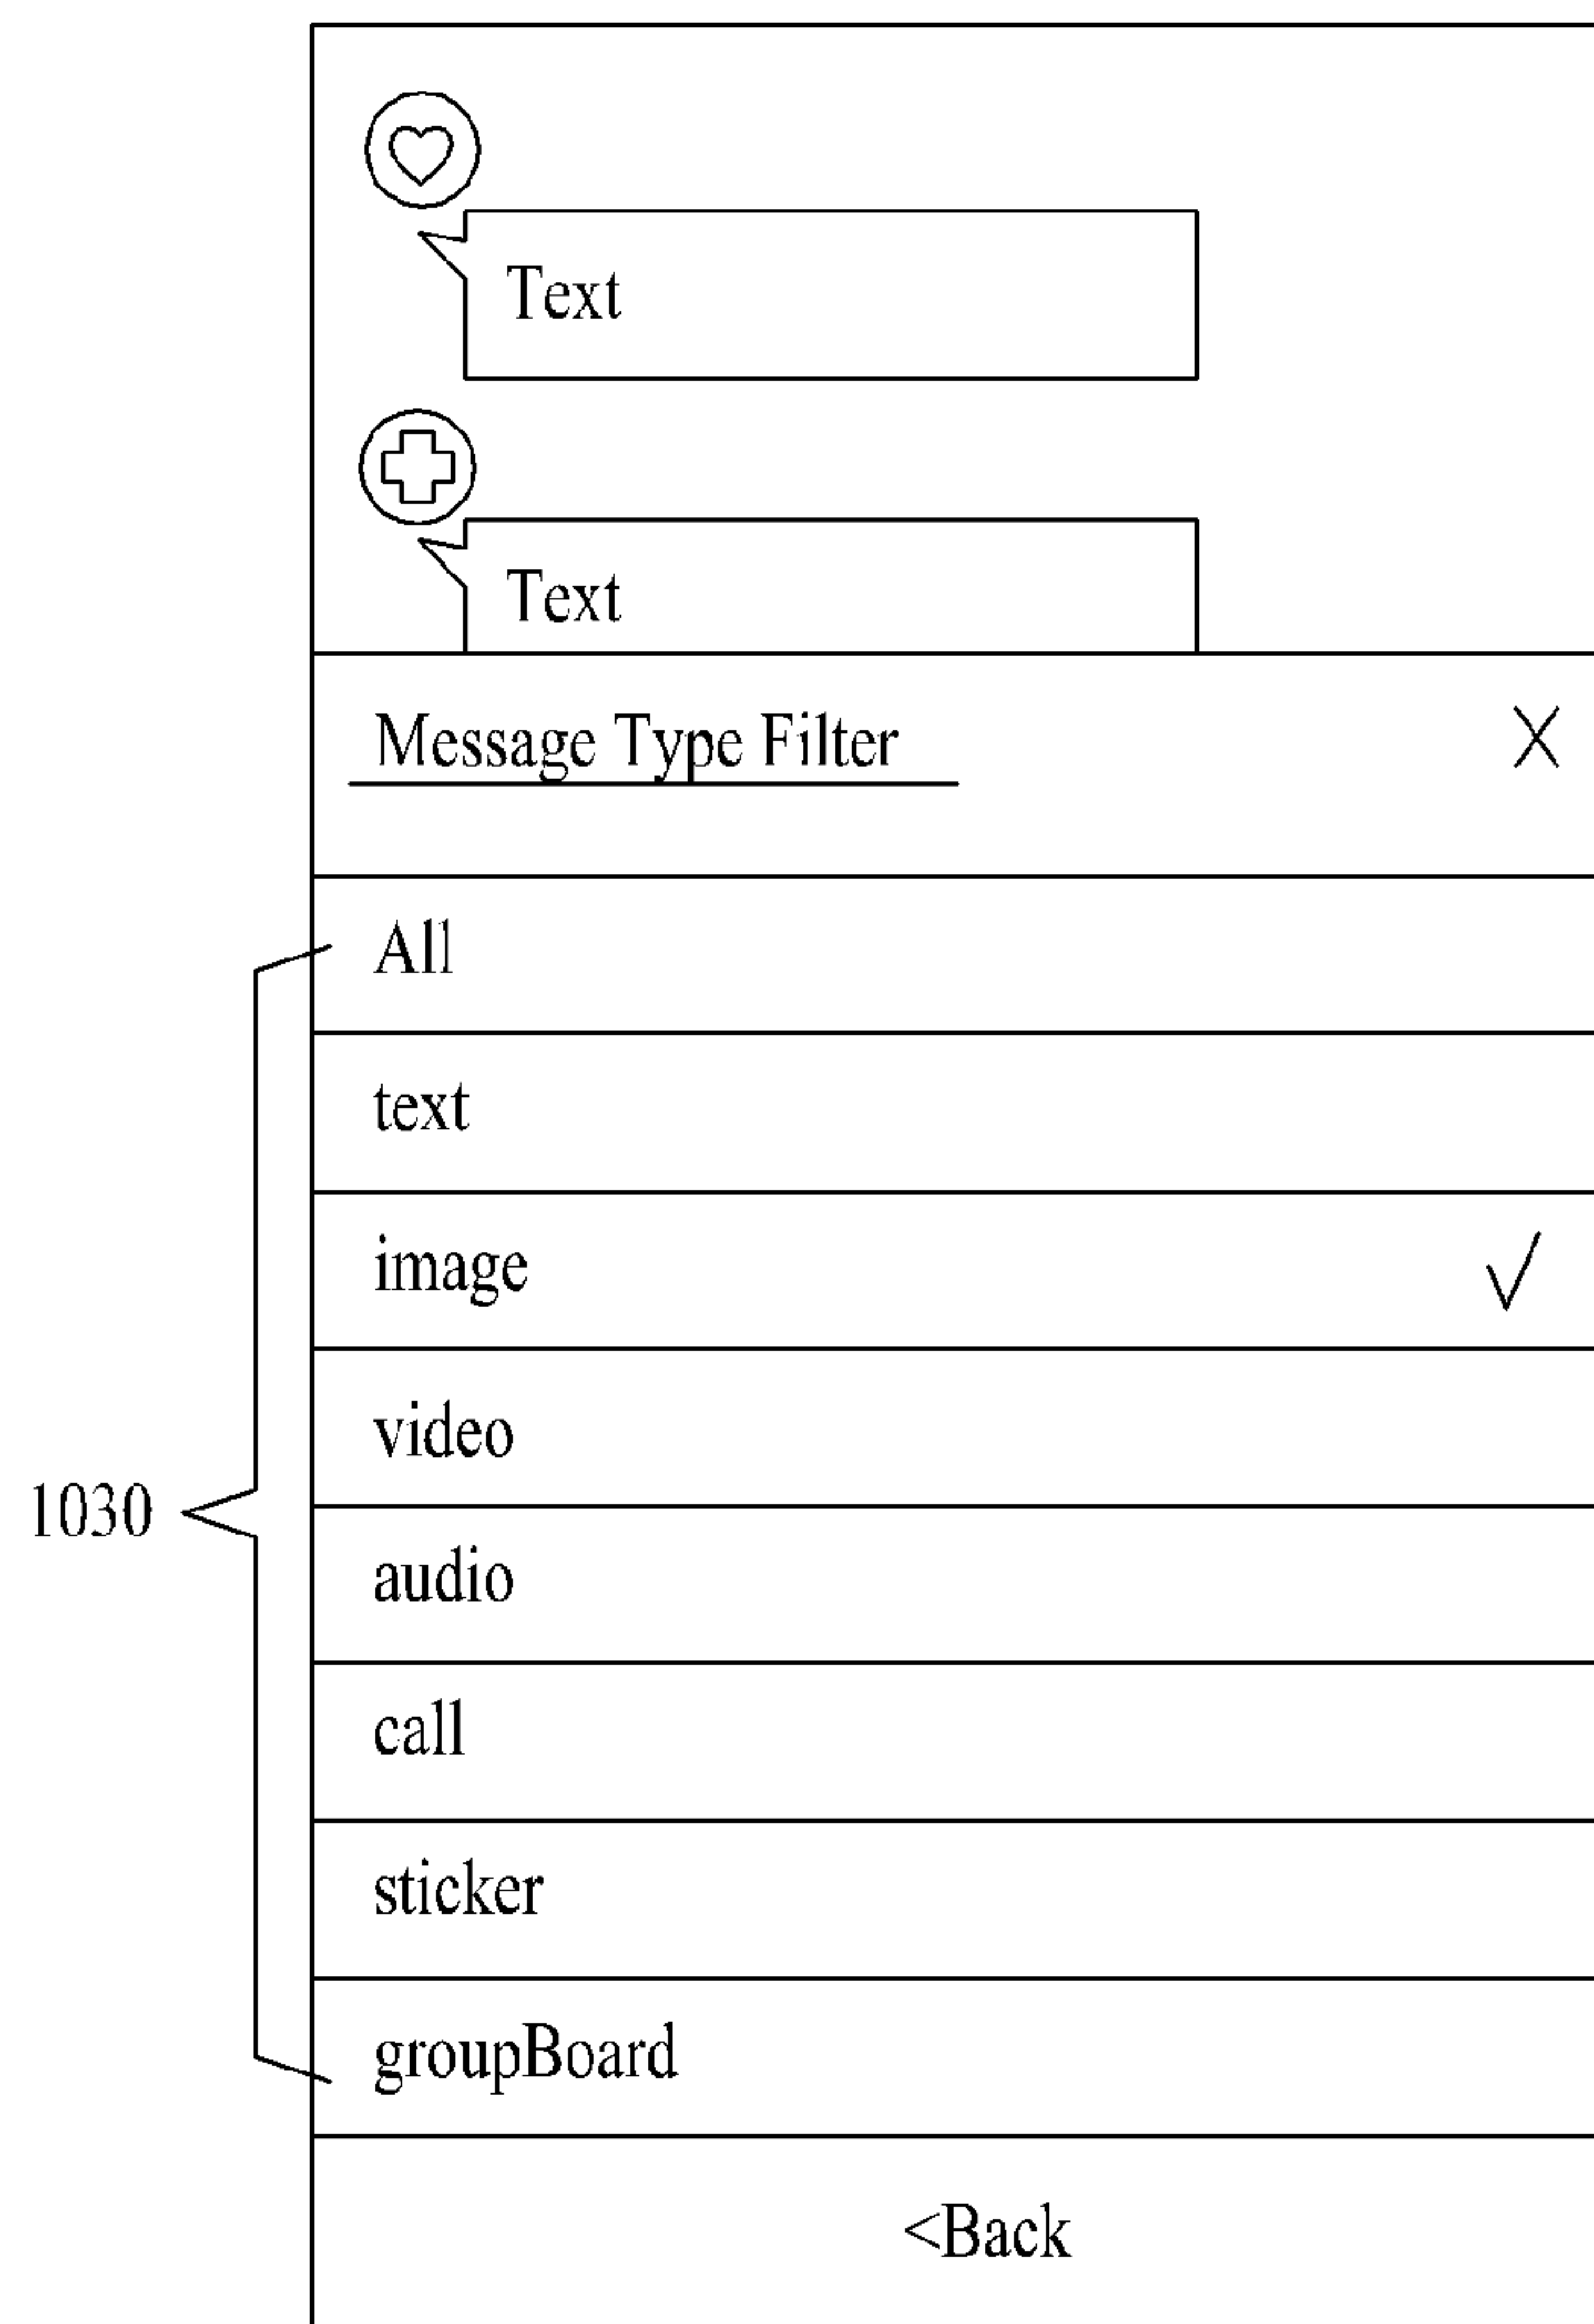 Text
Text
Message Type Filter X
All
text
image
video
1030
audio
call
sticker
groupBoard
<Back